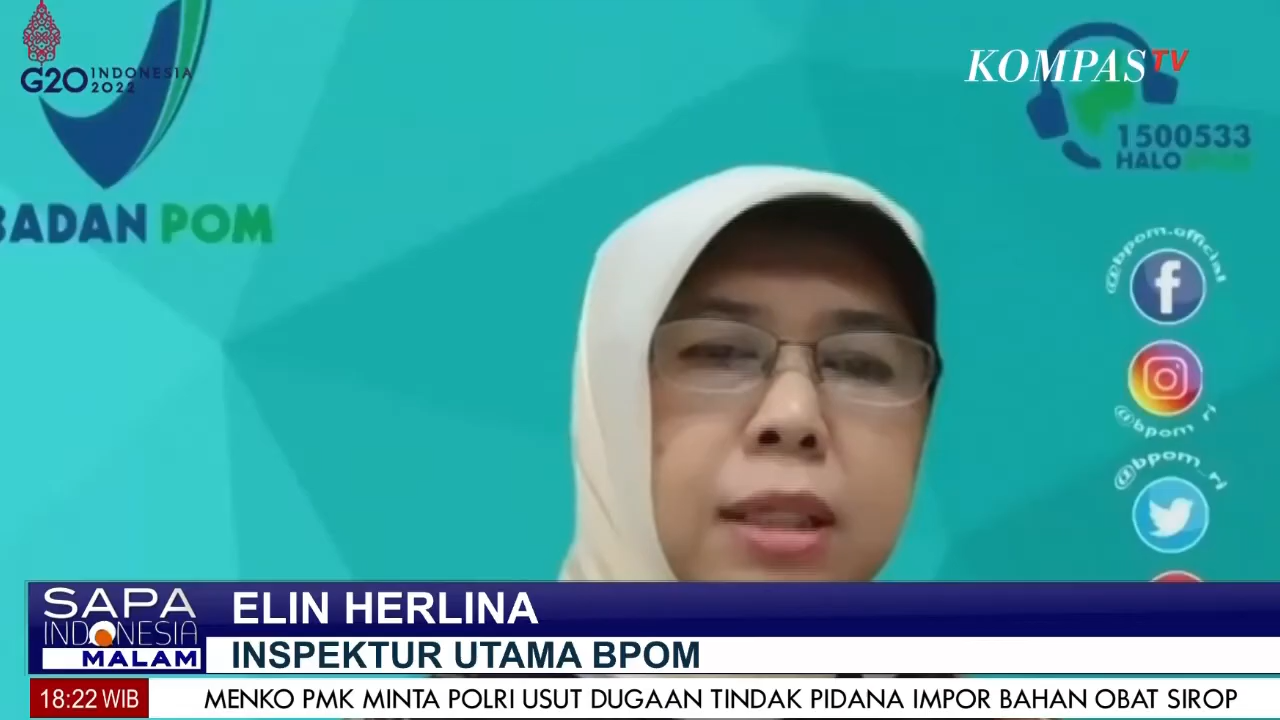 G20 INDONESIA
2022
KOMPAS TV
1500533
HALO BPOM
BADAN POM
@bpom.official
@bpom_ri
@bpom_ri
ELIN HERLINA
INSPEKTUR UTAMA BPOM
SAPA
INDONESIA
MALAM
18:22 WIB
MENKO PMK MINTA POLRI USUT DUGAAN TINDAK PIDANA IMPOR BAHAN OBAT SIROP